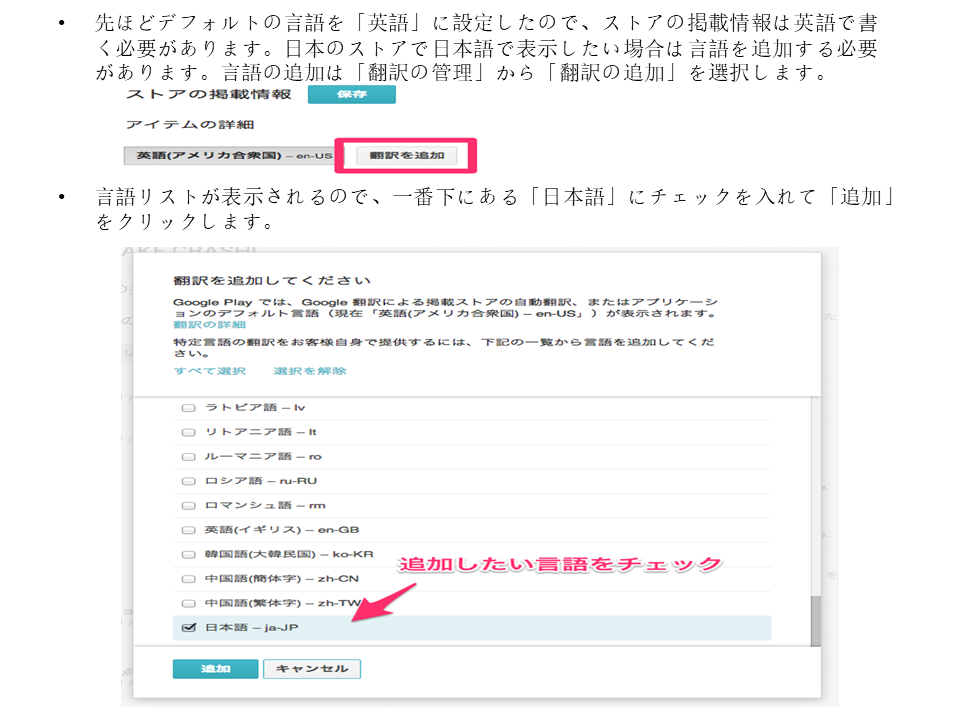 • 先ほどデフォルトの言語を「英語」に設定したので、ストアの掲載情報は英語で書
く必要があります。日本のストアで日本語で表示したい場合は言語を追加する必要
があります。言語の追加は「翻訳の管理」から「翻訳の追加」を選択します。
ストアの掲載情報 保存
アイテムの詳細
英語(アメリカ合衆国) – en-US 翻訳を追加
• 言語リストが表示されるので、一番下にある「日本語」にチェックを入れて「追加」
をクリックします。
翻訳を追加してください
Google Play では、Google 翻訳による掲載ストアの自動翻訳、またはアプリケーシ
ョンのデフォルト言語（現在「英語(アメリカ合衆国) – en-US」）が表示されます。
翻訳の詳細
特定言語の翻訳をお客様自身で提供するには、下記の一覧から言語を追加してくだ
さい。
すべて選択 選択を解除
ラトビア語 – lv
リトアニア語 – lt
ルーマニア語 – ro
ロシア語 – ru-RU
ロマンシュ語 – rm
英語(イギリス) – en-GB
韓国語(大韓民国) – ko-KR
追加したい言語をチェック
中国語(簡体字) – zh-CN
中国語(繁体字) – zh-TW
日本語 – ja-JP
追加 キャンセル